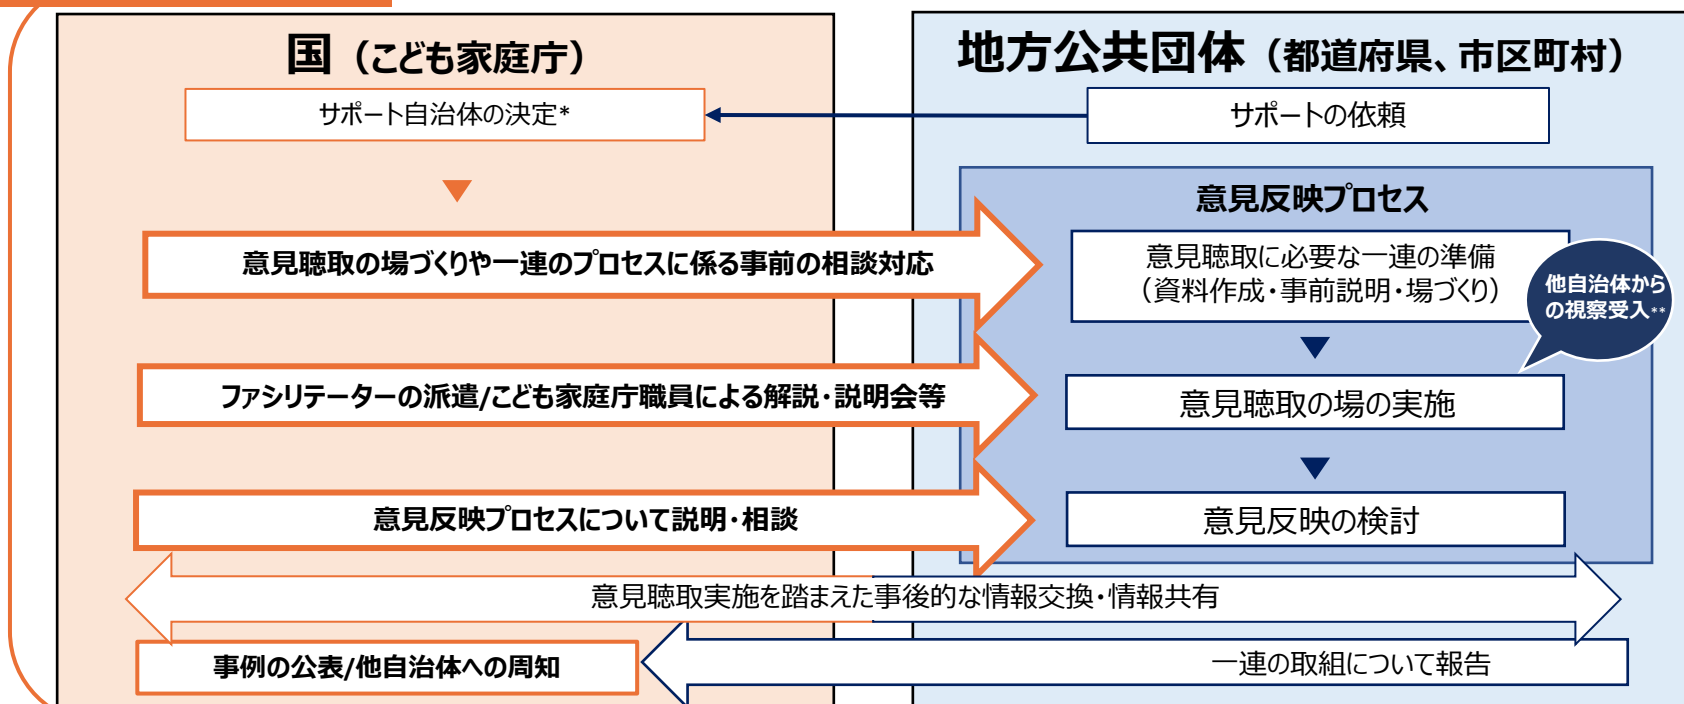 国（こども家庭庁）
地方公共団体（都道府県、市区町村）
サポート自治体の決定*
サポートの依頼
意見反映プロセス
意見聴取の場づくりや一連のプロセスに係る事前の相談対応
意見聴取に必要な一連の準備
（資料作成・事前説明・場づくり）
他自治体から
の視察受入**
ファシリテーターの派遣/こども家庭庁職員による解説・説明会等
意見聴取の場の実施
意見反映プロセスについて説明・相談
意見反映の検討
意見聴取実施を踏まえた事後的な情報交換・情報共有
事例の公表/他自治体への周知
一連の取組について報告